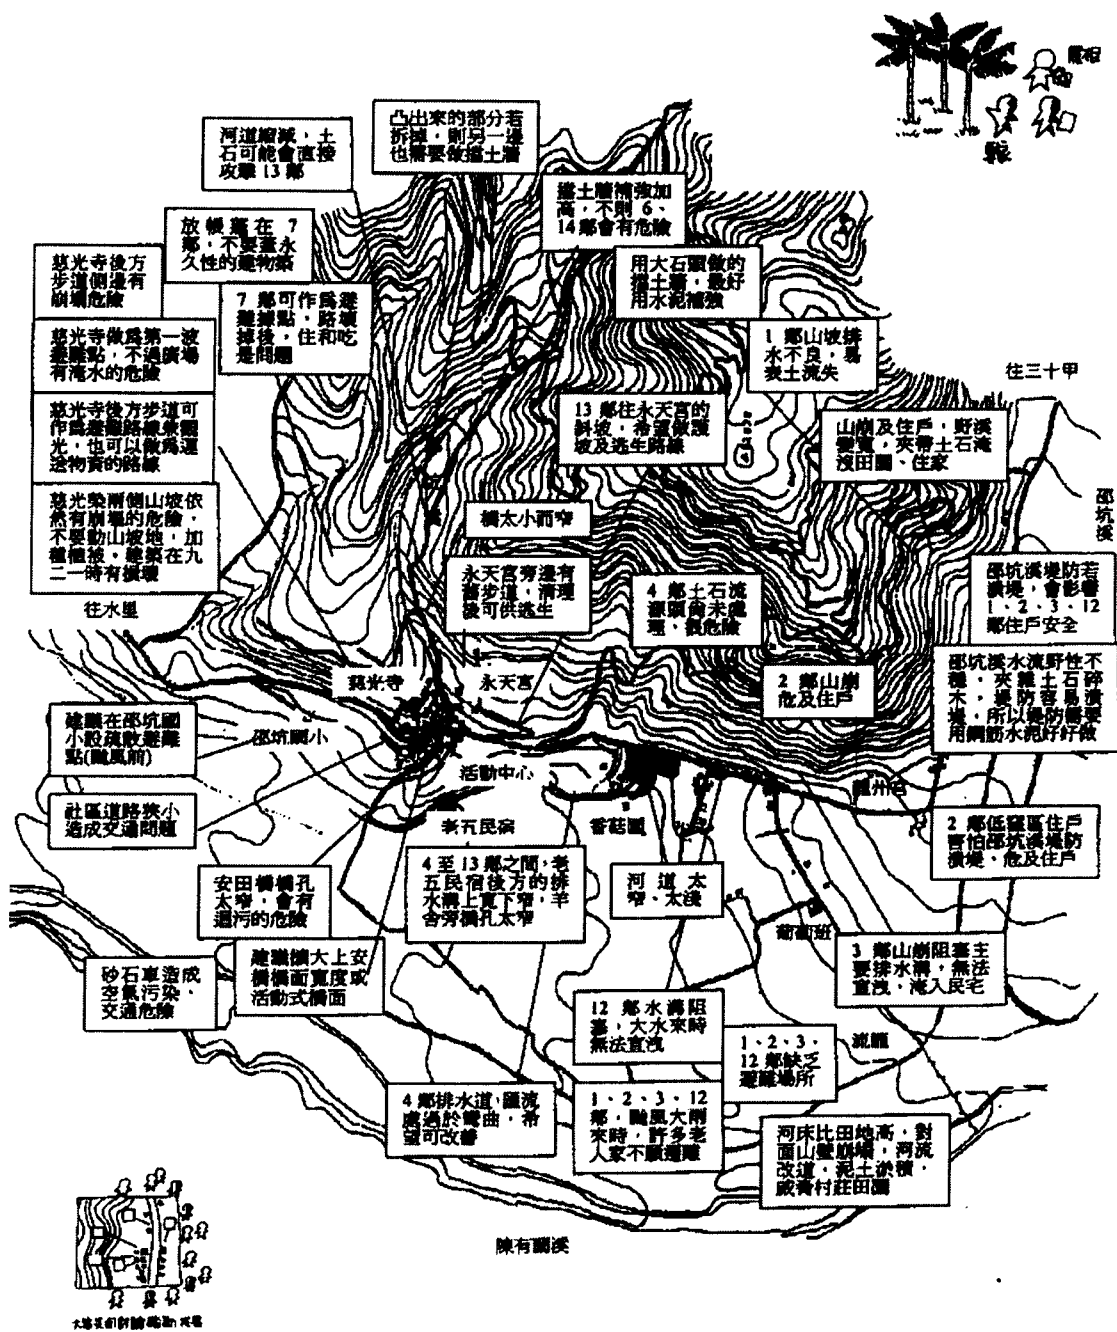 河道縮減，土
石可能會直接
攻擊13鄰
凸出來的部分若
拆掉，則另一邊
也需要做擋土牆
擋土牆補強加
高，不則6、
14鄰會有危險
放帳蓬在7
鄰，不要蓋永
久性的建物築
慈光寺後方
步道側邊有
崩塌危險
用大石頭做的
擋土牆，最好
用水泥補強
7鄰可作為避
難據點，路壞
掉後，住和吃
是問題
慈光寺做為第一波
避難點，不過廣場
有淹水的危險
1鄰山坡排
水不良，易
表土流失
往三十甲
慈光寺後方步道可
作為避難路線兼觀
光，也可以做為運
送物資的路線
13鄰往永天宮的
斜坡，希望做護
坡及逃生路線
山崩及住戶，野溪
變寬，夾帶土石淹
沒田園、住家
邵坑溪
慈光橋兩側山坡依
然有崩塌的危險，
不要動山坡地，加
種植被，建築在九
二一時有損壞
橋太小而窄
永天宮旁邊有
舊步道，清理
後可供逃生
4鄰土石流
源頭尚未處
理，很危險
邵坑溪堤防若
潰堤，會影響
1、2、3、12
鄰住戶安全
往水里
慈光寺
永天宮
2鄰山崩
危及住戶
邵坑溪水流野性不
穩，夾雜土石碎
木，堤防容易潰
堤，所以堤防需要
用鋼筋水泥好好做
建議在邵坑國
小設疏散避難
點(颱風前)
邵坑國小
活動中心
社區道路狹小
造成交通問題
老五民宿
香菇園
2鄰低窪區住戶
害怕邵坑溪堤防
潰堤，危及住戶
安田橋橋孔
太窄，會有
4至13鄰之間，老
五民宿後方的排
水溝上寬下窄，羊
舍旁橋孔太窄
河道太
窄、太淺
葡萄班
3鄰山崩阻塞主
要排水溝，無法
宣洩，淹入民宅
建議擴大上安
橋橋面寬度或
活動式橋面
砂石車造成
空氣污染、
交通危險
12鄰水溝阻
塞，大水來時
無法宣洩
1、2、3、
12鄰缺乏
避難場所
4鄰排水道，匯流
處過於彎曲，希
望可改善
1、2、3、12
鄰，颱風大雨
來時，許多老
人家不願避難
河床比田地高，對
面山壁崩塌，河流
改道，泥土淤積，
威脅村莊田園
陳有蘭溪